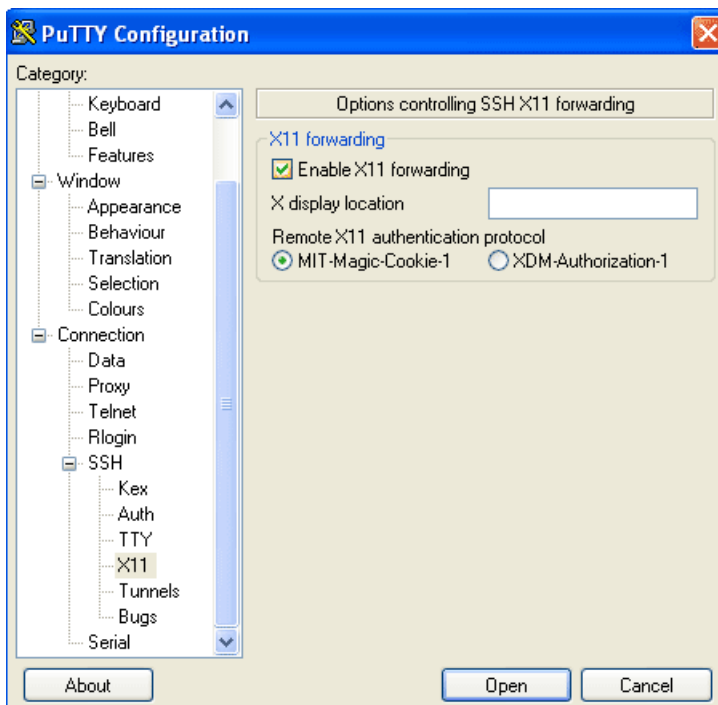 PuTTY Configuration
Category:
Keyboard
Bell
Features
Window
Appearance
Behaviour
Translation
Selection
Colours
Connection
Data
Proxy
Telnet
Rlogin
SSH
Kex
Auth
TTY
X11
Tunnels
Bugs
Serial
Options controlling SSH X11 forwarding
X11 forwarding
Enable X11 forwarding
X display location
Remote X11 authentication protocol
MIT-Magic-Cookie-1 XDM-Authorization-1
About Open Cancel